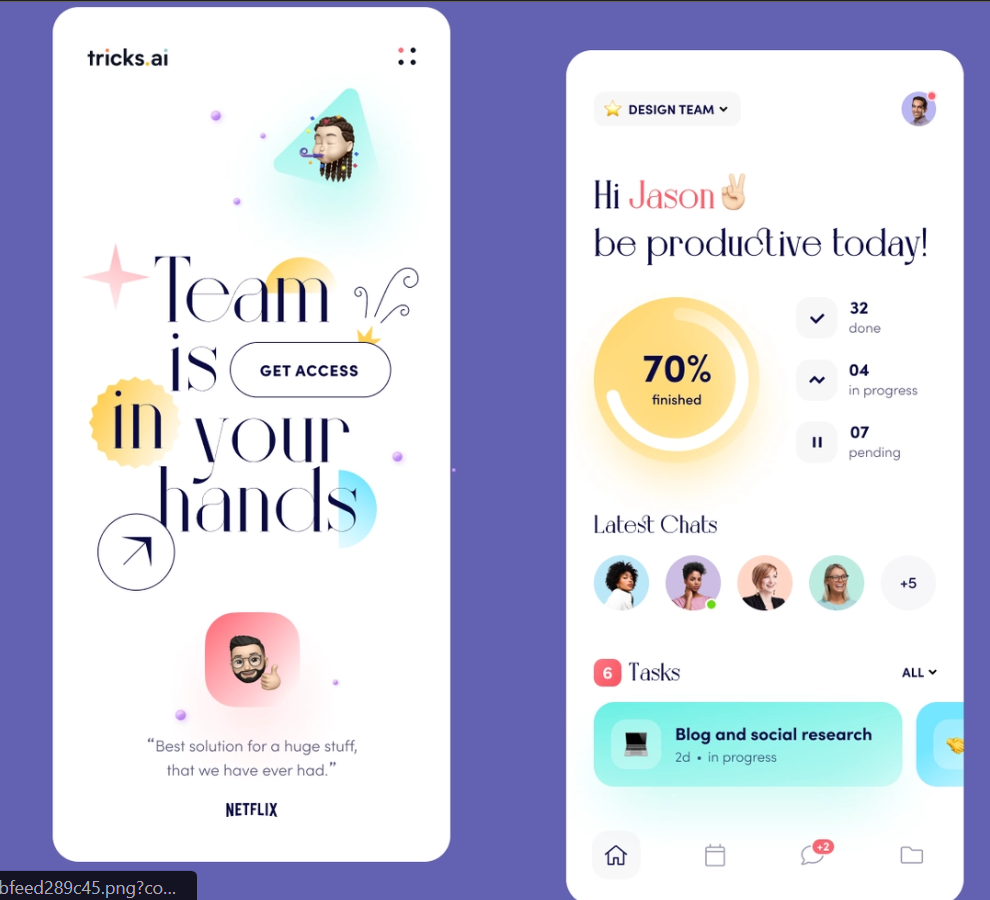 tricks.ai
Team
is GET ACCESS
in your
hands
“Best solution for a huge stuff,
that we have ever had.”
NETFLIX
DESIGN TEAM
Hi Jason
be productive today!
70%
finished
32
done
04
in progress
07
pending
Latest Chats
+5
6 Tasks
ALL
Blog and social research
2d • in progress
+2
bfeed289c45.png?co...